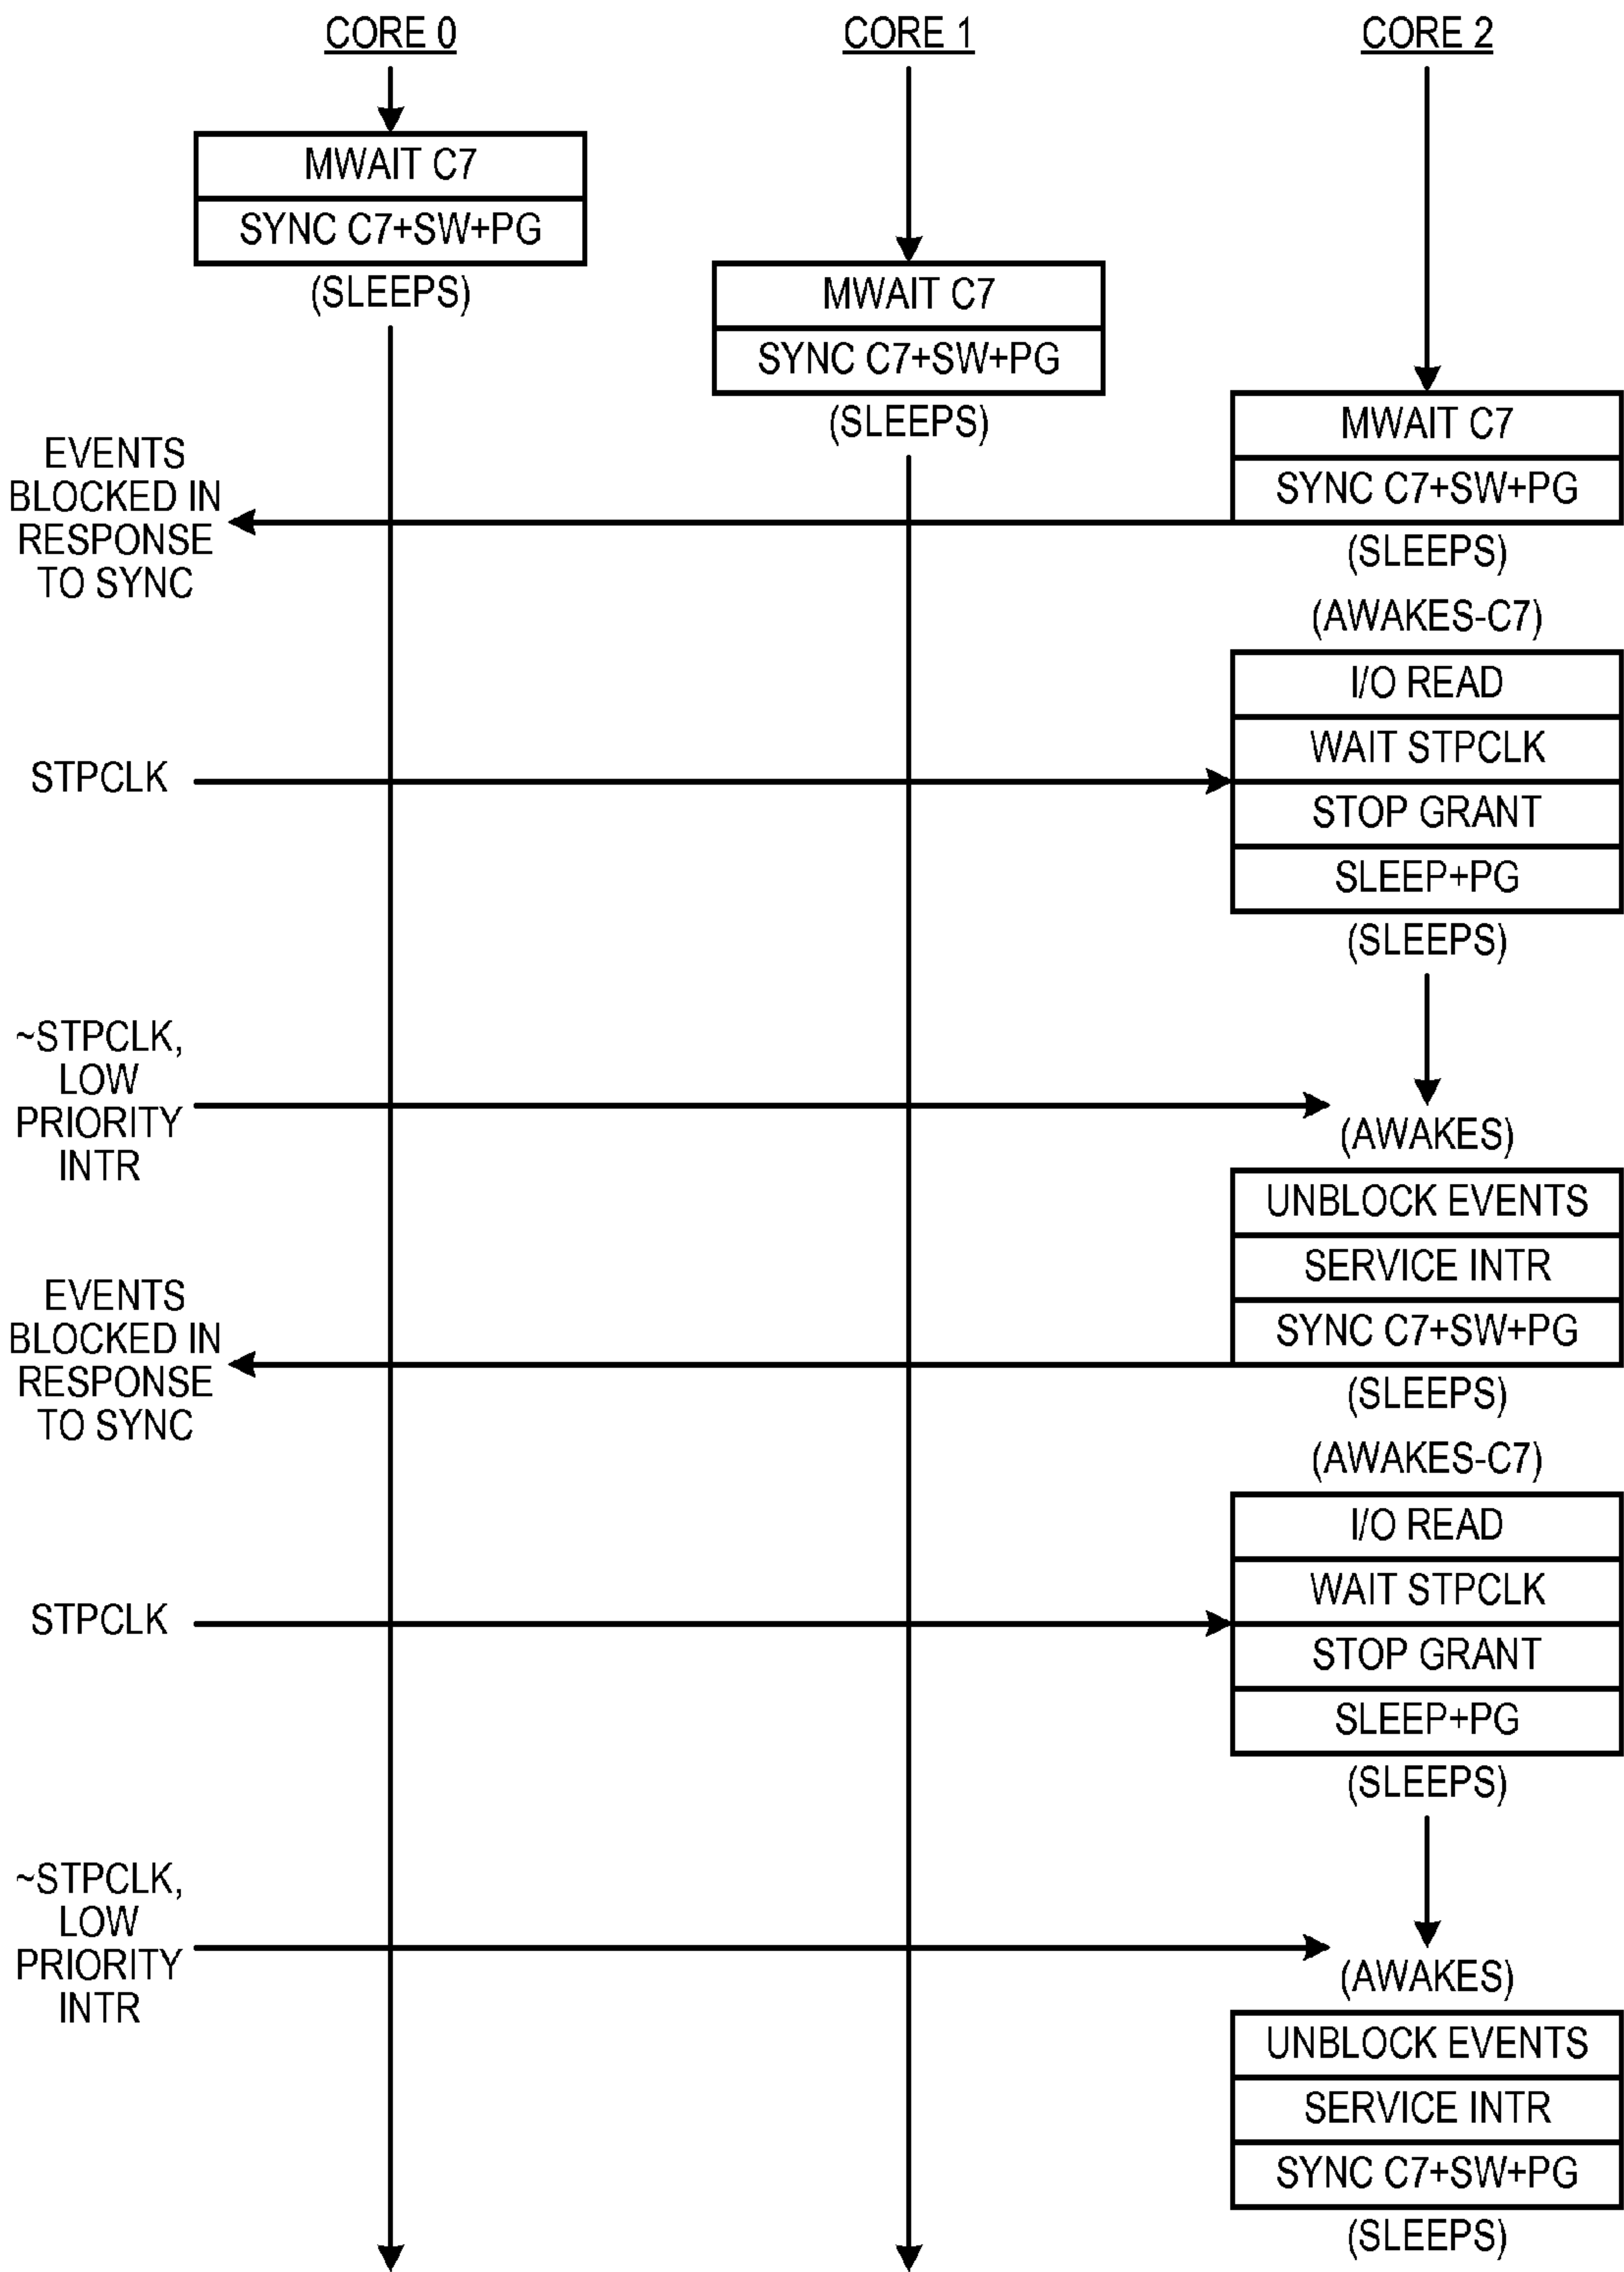 CORE 0
CORE 1
CORE 2
MWAIT C7
SYNC C7+SW+PG
(SLEEPS)
MWAIT C7
SYNC C7+SW+PG
(SLEEPS)
MWAIT C7
SYNC C7+SW+PG
(SLEEPS)
EVENTS
BLOCKED IN
RESPONSE
TO SYNC
(AWAKES-C7)
I/O READ
WAIT STPCLK
STPCLK
STOP GRANT
SLEEP+PG
(SLEEPS)
~STPCLK,
LOW
PRIORITY
INTR
(AWAKES)
UNBLOCK EVENTS
SERVICE INTR
SYNC C7+SW+PG
EVENTS
BLOCKED IN
RESPONSE
TO SYNC
(SLEEPS)
(AWAKES-C7)
I/O READ
WAIT STPCLK
STPCLK
STOP GRANT
SLEEP+PG
(SLEEPS)
~STPCLK,
LOW
PRIORITY
INTR
(AWAKES)
UNBLOCK EVENTS
SERVICE INTR
SYNC C7+SW+PG
(SLEEPS)